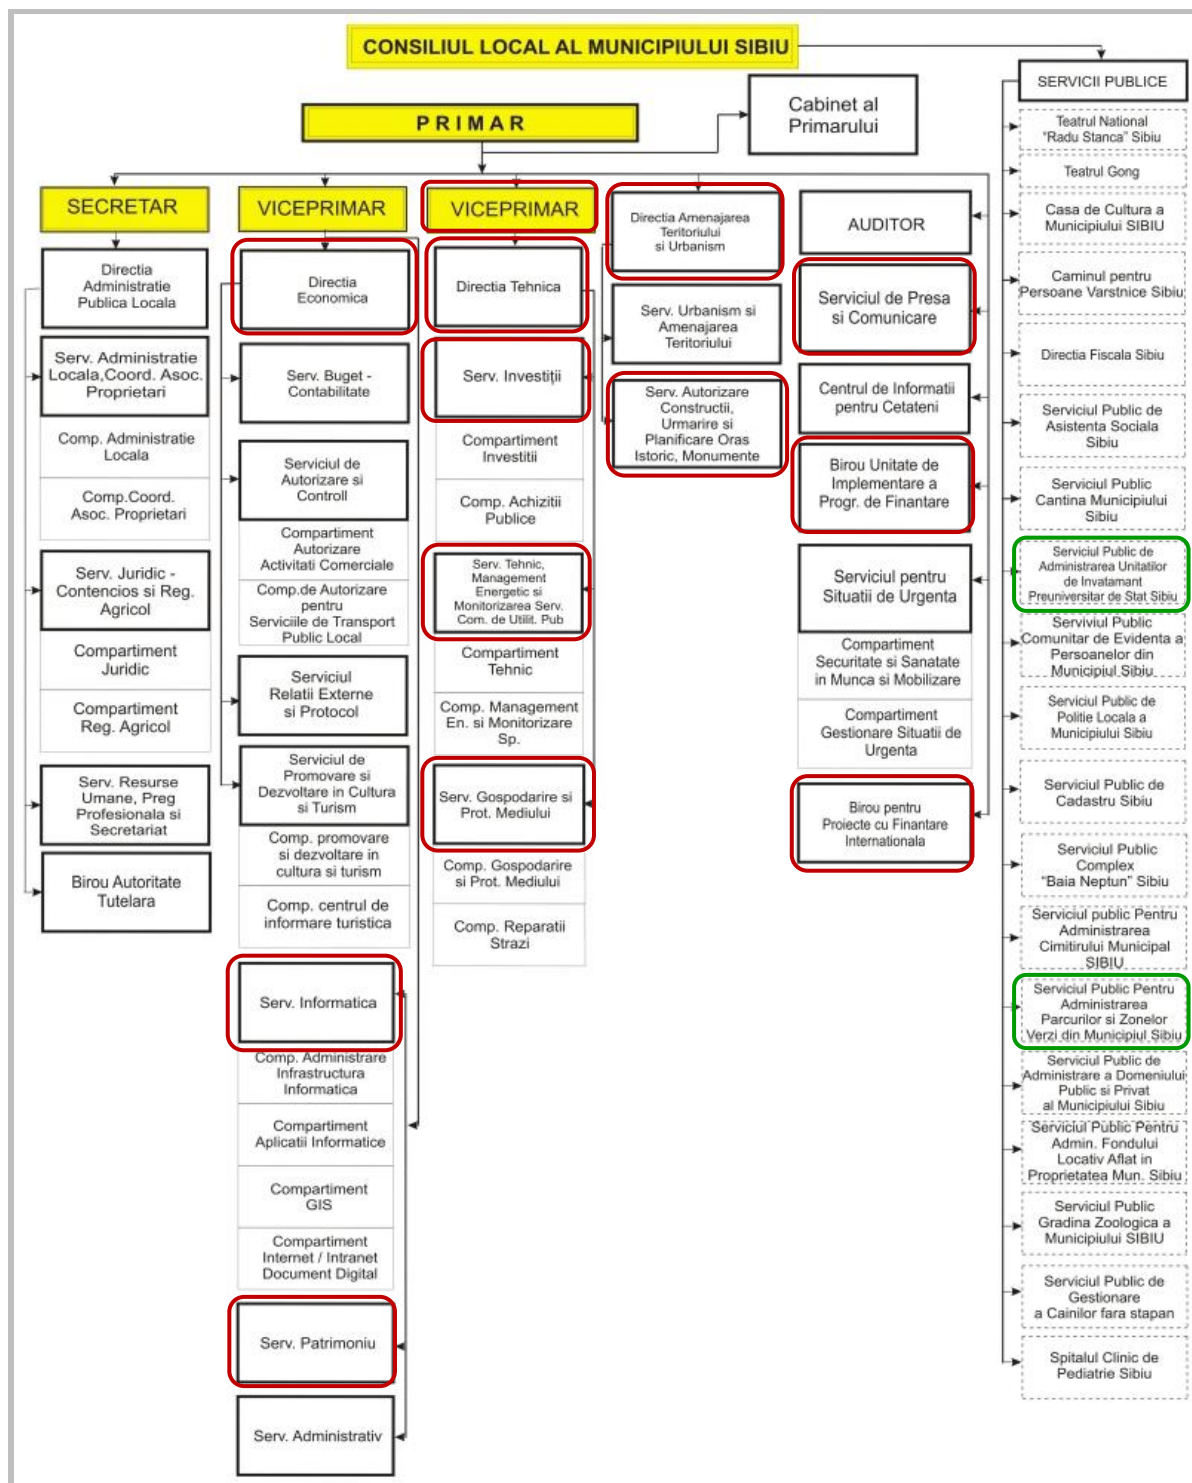 CONSILIUL LOCAL AL MUNICIPIULUI SIBIU
PRIMAR
Cabinet al
Primarului
SECRETAR
Directia
Administratie
Publica Locala
Serv. Administratie
Locala,Coord. Asoc.
Proprietari
Comp. Administratie
Locala
Comp.Coord.
Asoc. Proprietari
Serv. Juridic -
Contencios si Reg.
Agricol
Compartiment
Juridic
Compartiment
Reg. Agricol
Serv. Resurse
Umane, Preg
Profesionala si
Secretariat
Birou Autoritate
Tutelara
VICEPRIMAR
Directia
Economica
Serv. Buget -
Contabilitate
Serviciul de
Autorizare si
Controll
Compartiment
Autorizare
Activitati Comerciale
Comp.de Autorizare
pentru
Serviciile de Transport
Public Local
Serviciul
Relatii Externe
si Protocol
Serviciul de
Promovare si
Dezvoltare in Cultura
si Turism
Comp. promovare
si dezvoltare in
cultura si turism
Comp. centrul de
informare turistica
Serv. Informatica
Comp. Administrare
Infrastructura
Informatica
Compartiment
Aplicatii Informatice
Compartiment
GIS
Compartiment
Internet / Intranet
Document Digital
Serv. Patrimoniu
Serv. Administrativ
VICEPRIMAR
Directia Tehnica
Serv. Investiții
Compartiment
Investitii
Comp. Achizitii
Publice
Serv. Tehnic,
Management
Energetic si
Monitorizarea Serv.
Com. de Utilit. Pub
Compartiment
Tehnic
Comp. Management
En. si Monitorizare
Sp.
Serv. Gospodarire si
Prot. Mediului
Comp. Gospodarire
si Prot. Mediului
Comp. Reparatii
Strazi
Directia Amenajarea
Teritoriului
si Urbanism
Serv. Urbanism si
Amenajarea
Teritoriului
Serv. Autorizare
Constructii,
Urmarire si
Planificare Oras
Istoric, Monumente
AUDITOR
Serviciul de Presa
si Comunicare
Centrul de Informatii
pentru Cetateni
Birou Unitate de
Implementare a
Progr. de Finantare
Serviciul pentru
Situatii de Urgenta
Compartiment
Securitate si Sanatate
in Munca si Mobilizare
Compartiment
Gestionare Situatii de
Urgenta
Birou pentru
Proiecte cu Finantare
Internationala
SERVICII PUBLICE
Teatrul National
"Radu Stanca" Sibiu
Teatrul Gong
Casa de Cultura a
Municipiului SIBIU
Caminul pentru
Persoane Varstnice Sibiu
Directia Fiscala Sibiu
Serviciul Public de
Asistenta Sociala
Sibiu
Serviciul Public
Cantina Municipiului
Sibiu
Serviciul Public de
Administrarea Unitatilor
de Invatamant
Preuniversitar de Stat Sibiu
Serviviul Public
Comunitar de Evidenta a
Persoanelor din
Municipiul Sibiu
Serviciul Public de
Politie Locala a
Municipiului Sibiu
Serviciul Public de
Cadastru Sibiu
Serviciul Public
Complex
"Baia Neptun" Sibiu
Serviciul public Pentru
Administrarea
Cimitirului Municipal
SIBIU
Serviciul Public Pentru
Administrarea
Parcurilor si Zonelor
Verzi din Municipiul Sibiu
Serviciul Public de
Administrare a Domeniului
Public si Privat
al Municipiului Sibiu
Serviciul Public Pentru
Admin. Fondului
Locativ Aflat in
Proprietatea Mun. Sibiu
Serviciul Public
Gradina Zoologica a
Municipiului SIBIU
Serviciul Public de
Gestionare
a Cainilor fara stapan
Spitalul Clinic de
Pediatrie Sibiu